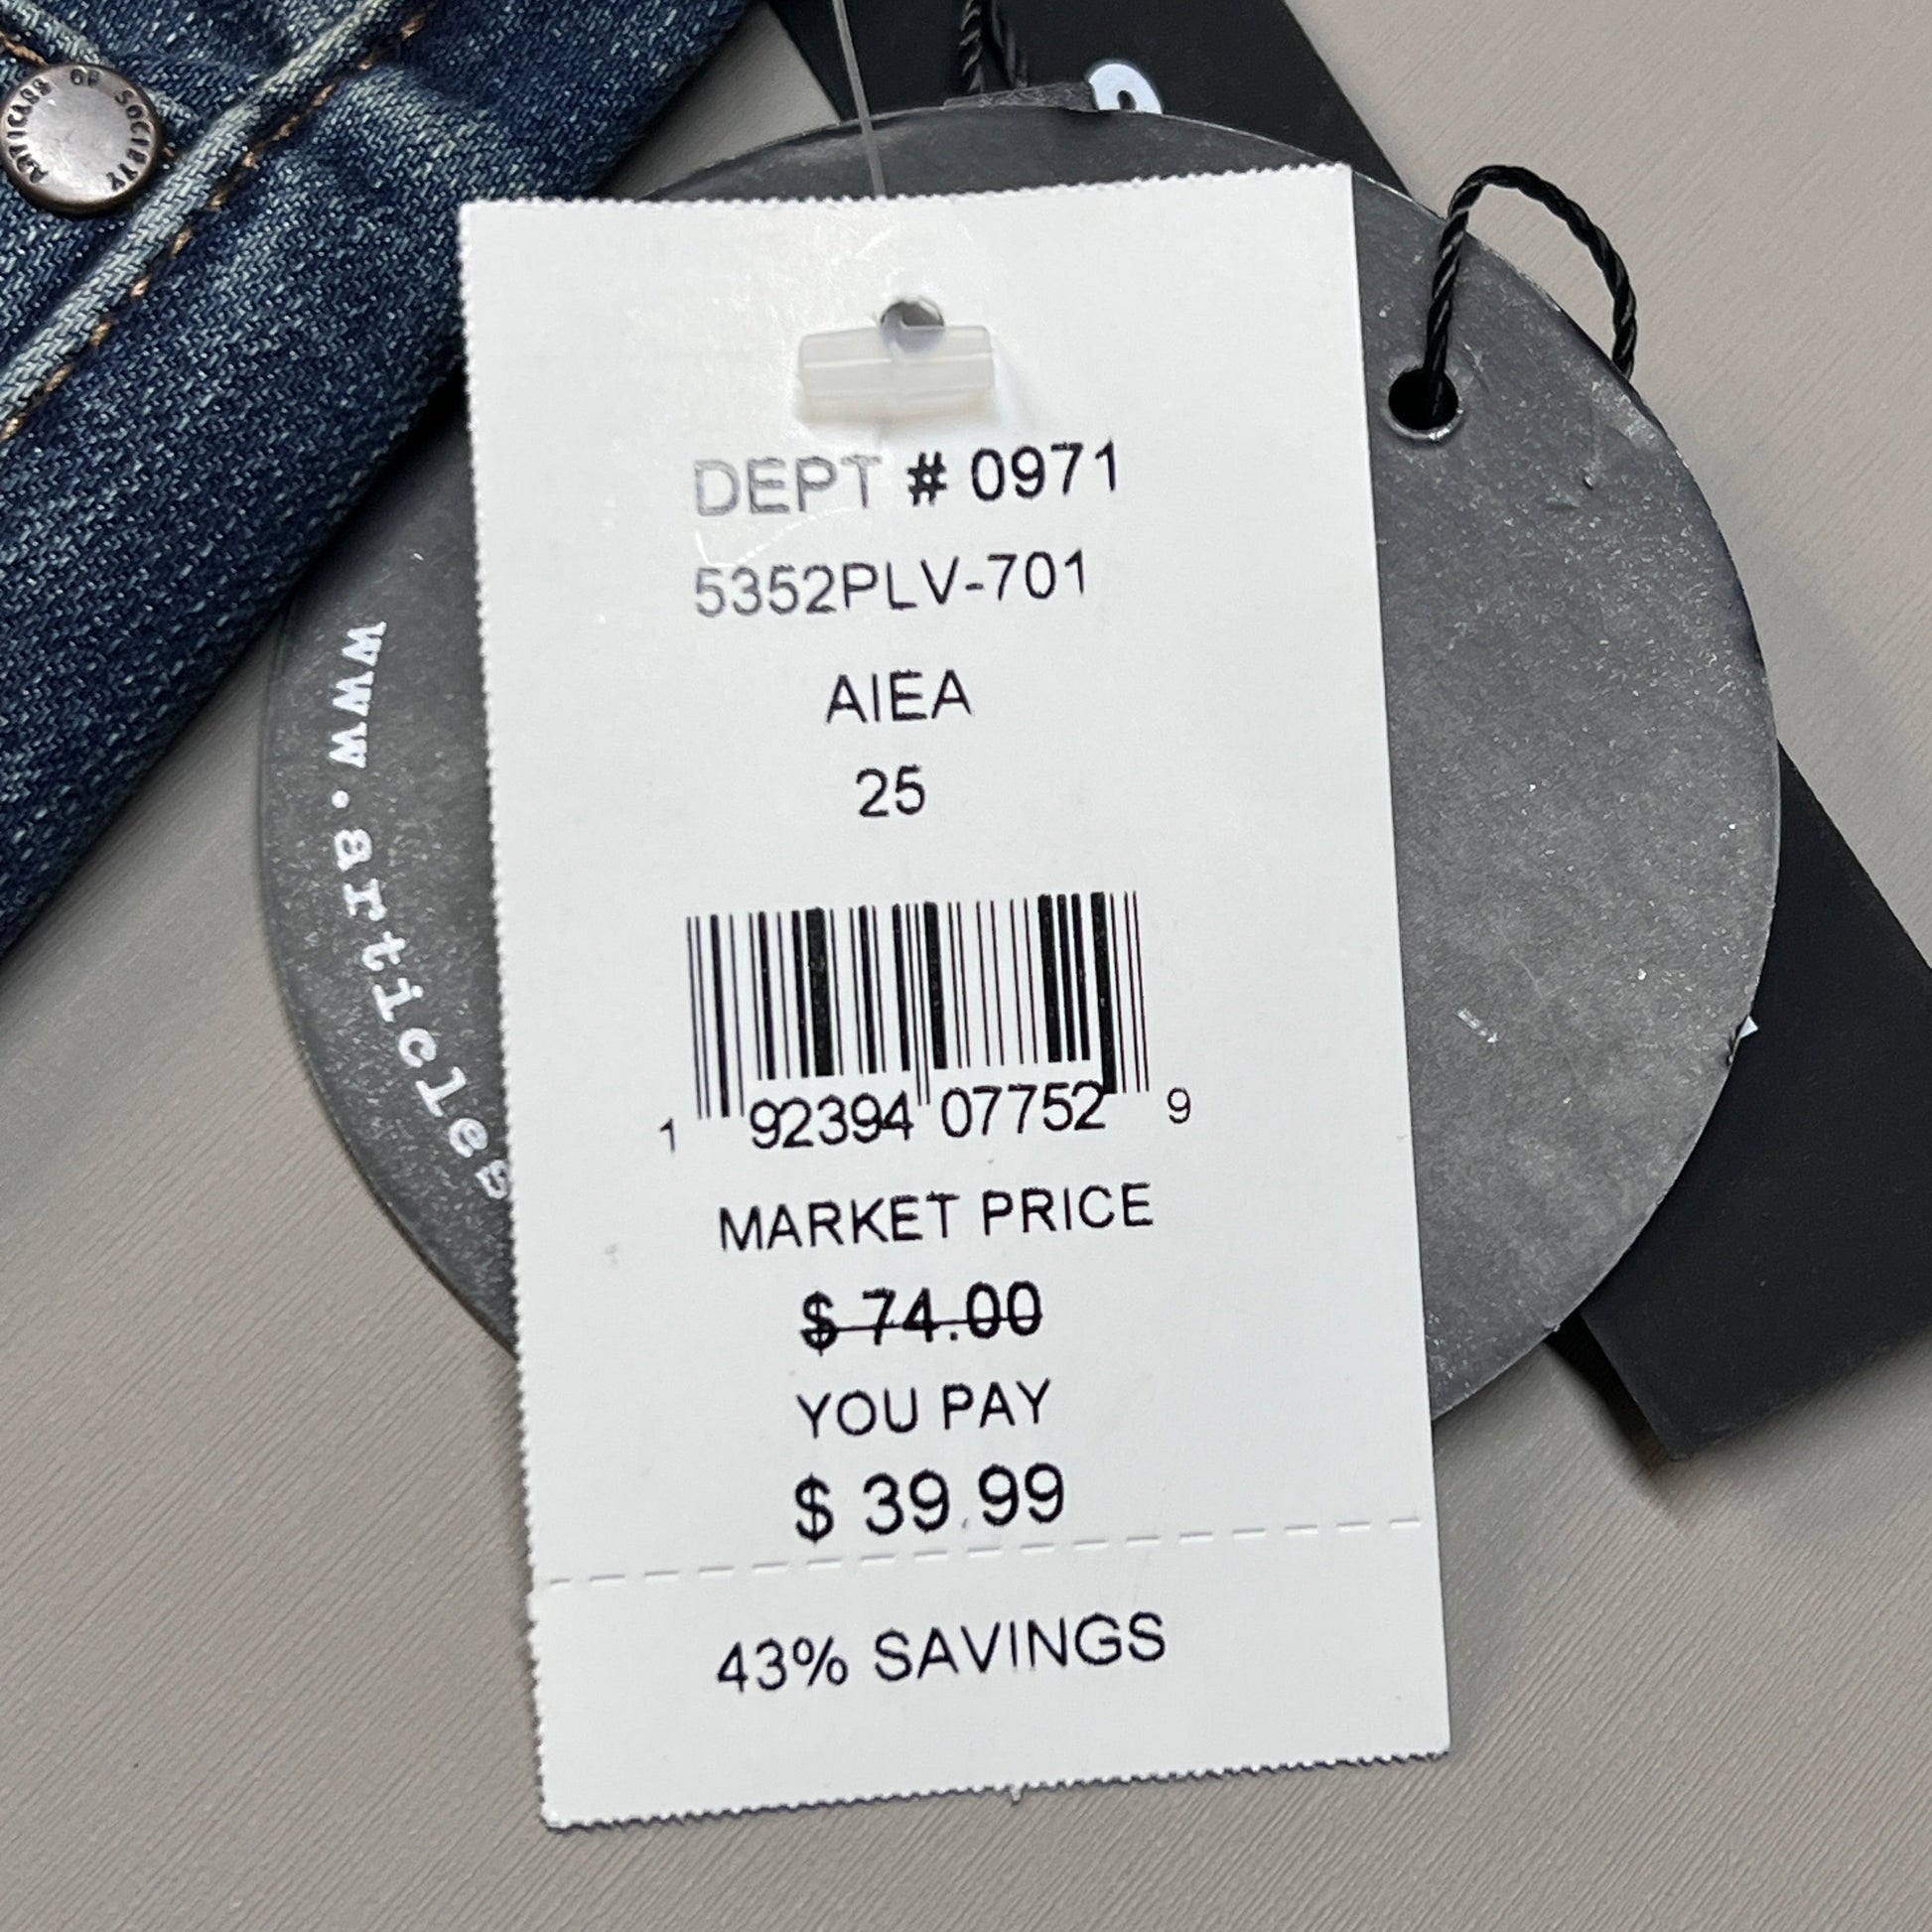 ARTICLES OF SOCIETY
www.articles
DEPT # 0971
5352PLV-701
AIEA
25
1 92394 07752 9
MARKET PRICE
$ 74.00
YOU PAY
$ 39.99
43% SAVINGS